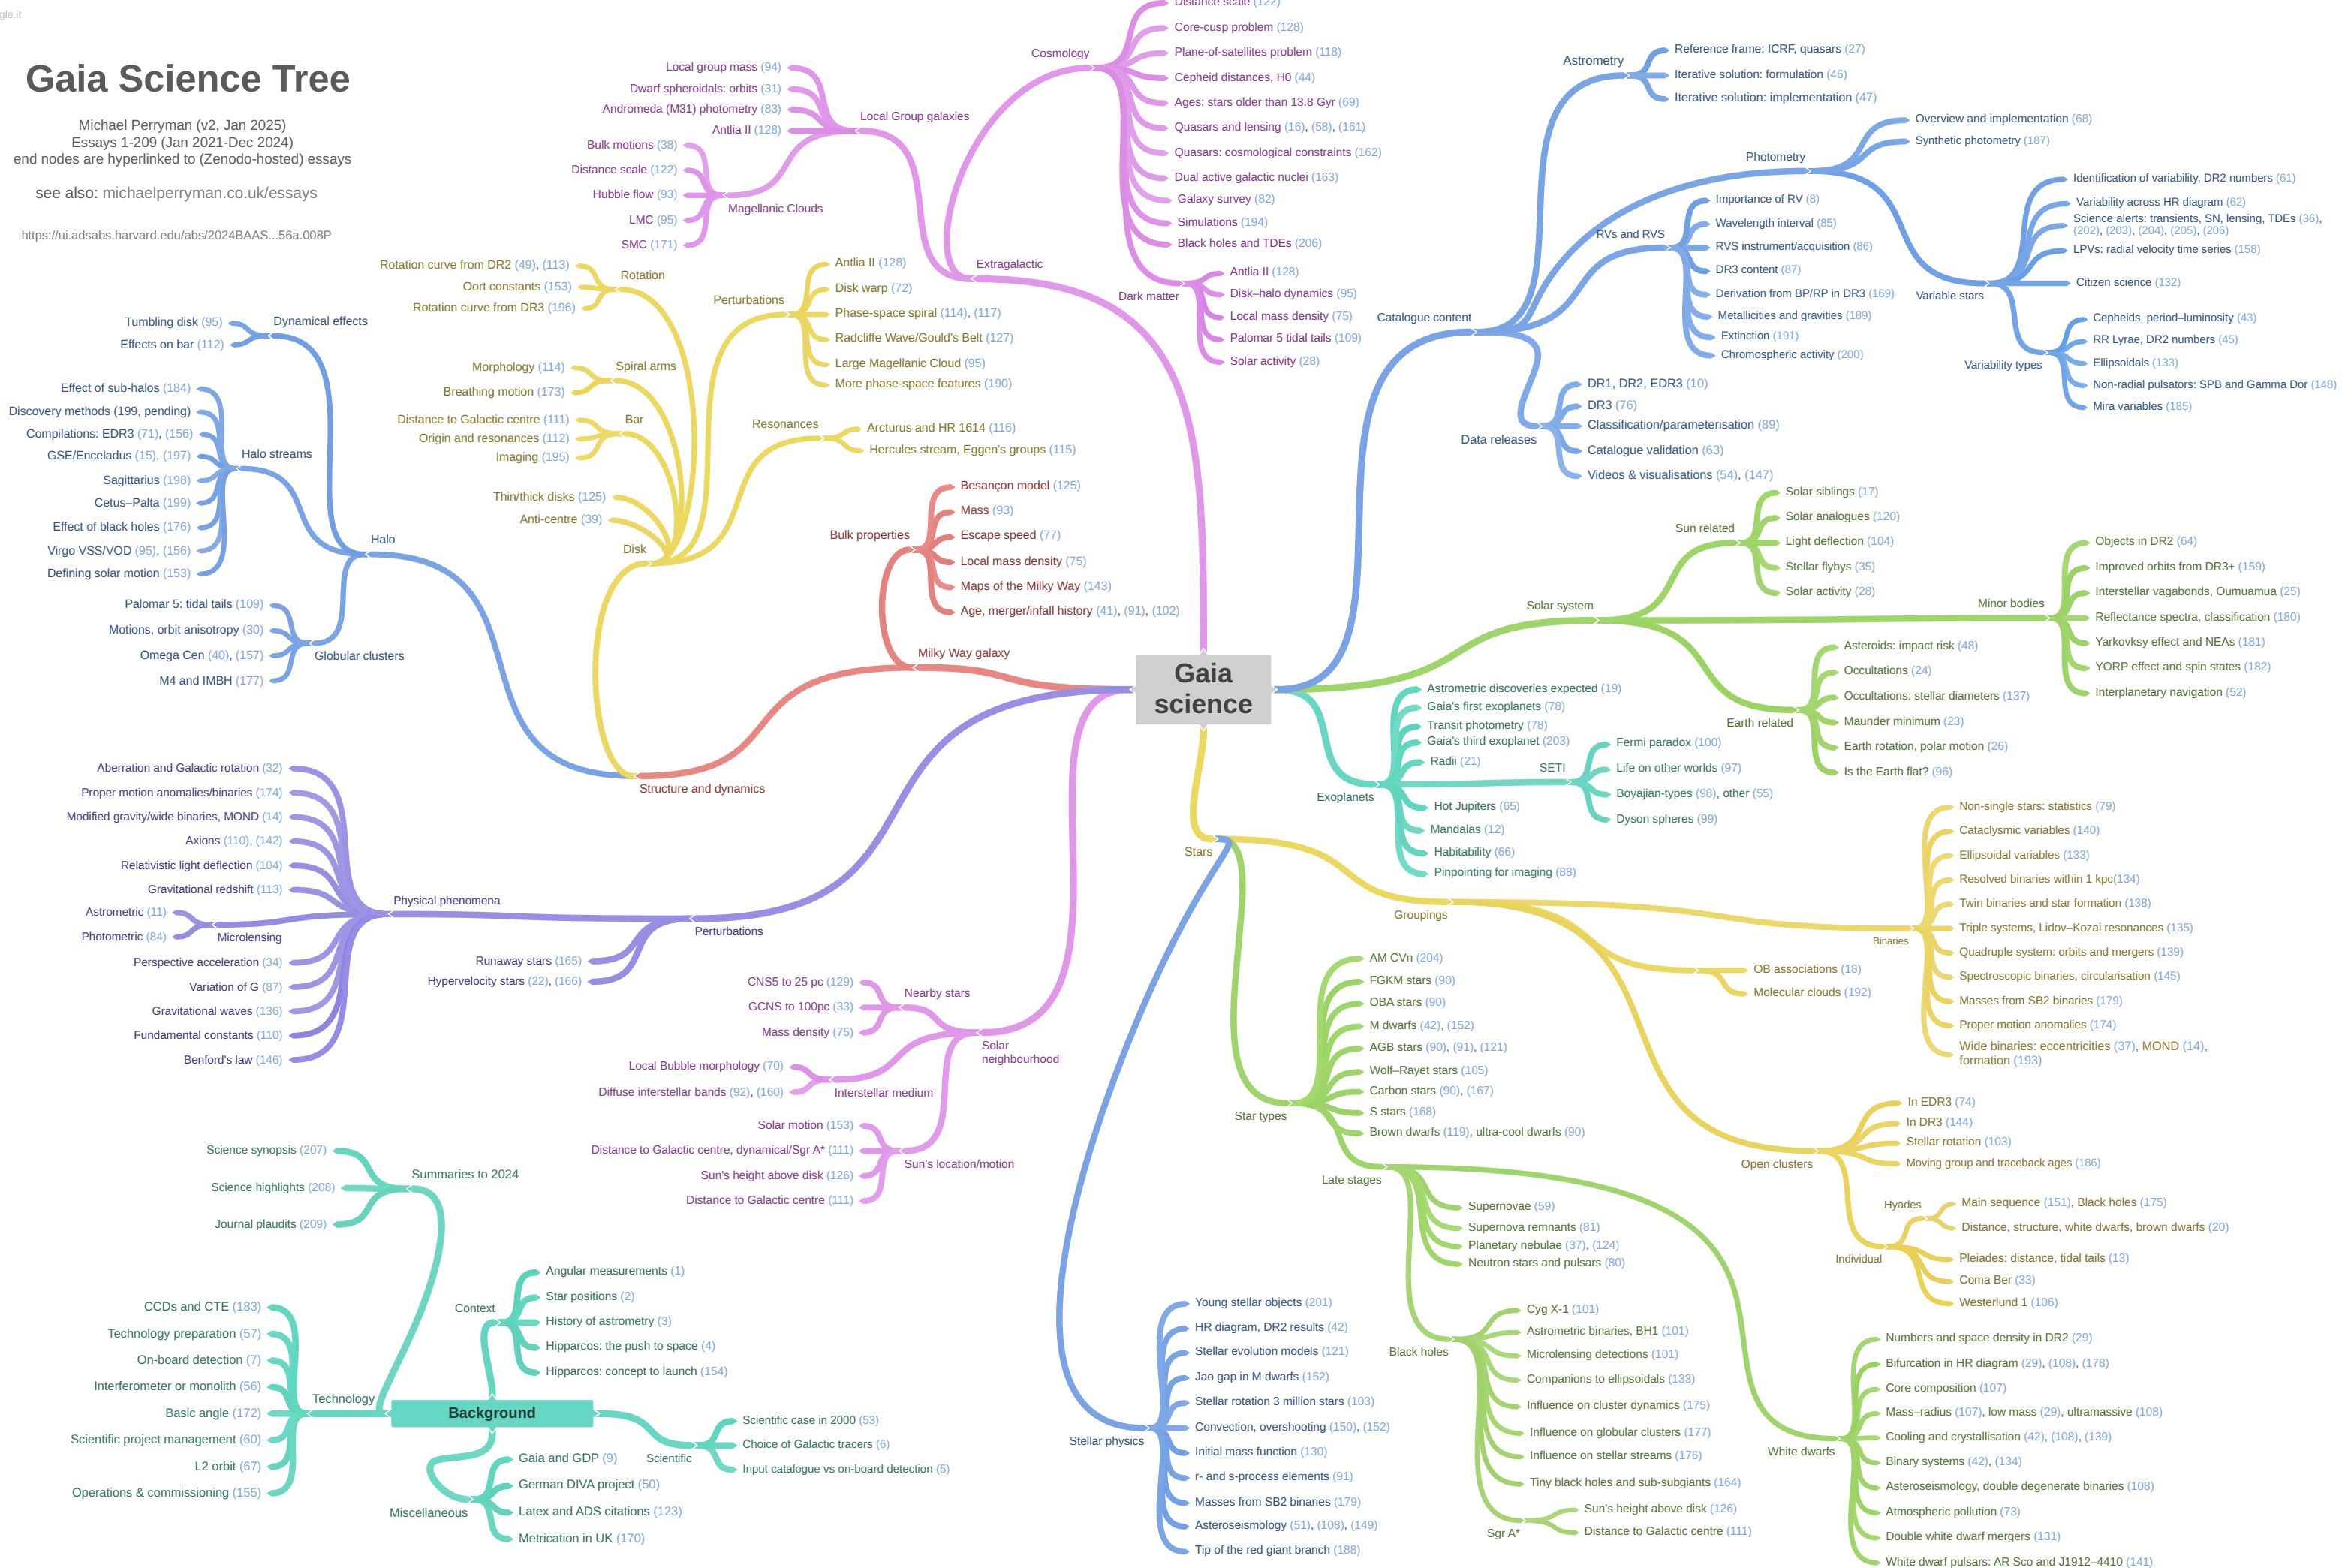 gle.it
Gaia Science Tree
Michael Perryman (v2, Jan 2025)
Essays 1-209 (Jan 2021-Dec 2024)
end nodes are hyperlinked to (Zenodo-hosted) essays
see also: michaelperryman.co.uk/essays
https://ui.adsabs.harvard.edu/abs/2024BAAS...56a.008P
Gaia
science
Extragalactic
Local Group galaxies
Local group mass (94)
Dwarf spheroidals: orbits (31)
Andromeda (M31) photometry (83)
Antlia II (128)
Magellanic Clouds
Bulk motions (38)
Distance scale (122)
Hubble flow (93)
LMC (95)
SMC (171)
Cosmology
Distance scale (122)
Core-cusp problem (128)
Plane-of-satellites problem (118)
Cepheid distances, H0 (44)
Ages: stars older than 13.8 Gyr (69)
Quasars and lensing (16), (58), (161)
Quasars: cosmological constraints (162)
Dual active galactic nuclei (163)
Galaxy survey (82)
Simulations (194)
Black holes and TDEs (206)
Dark matter
Antlia II (128)
Disk–halo dynamics (95)
Local mass density (75)
Palomar 5 tidal tails (109)
Solar activity (28)
Catalogue content
Astrometry
Reference frame: ICRF, quasars (27)
Iterative solution: formulation (46)
Iterative solution: implementation (47)
Photometry
Overview and implementation (68)
Synthetic photometry (187)
Variable stars
Identification of variability, DR2 numbers (61)
Variability across HR diagram (62)
Science alerts: transients, SN, lensing, TDEs (36),
(202), (203), (204), (205), (206)
LPVs: radial velocity time series (158)
Citizen science (132)
Variability types
Cepheids, period–luminosity (43)
RR Lyrae, DR2 numbers (45)
Ellipsoidals (133)
Non-radial pulsators: SPB and Gamma Dor (148)
Mira variables (185)
RVs and RVS
Importance of RV (8)
Wavelength interval (85)
RVS instrument/acquisition (86)
DR3 content (87)
Derivation from BP/RP in DR3 (169)
Metallicities and gravities (189)
Extinction (191)
Chromospheric activity (200)
Data releases
DR1, DR2, EDR3 (10)
DR3 (76)
Classification/parameterisation (89)
Catalogue validation (63)
Videos & visualisations (54), (147)
Solar system
Sun related
Solar siblings (17)
Solar analogues (120)
Light deflection (104)
Stellar flybys (35)
Solar activity (28)
Minor bodies
Objects in DR2 (64)
Improved orbits from DR3+ (159)
Interstellar vagabonds, Oumuamua (25)
Reflectance spectra, classification (180)
Yarkovksy effect and NEAs (181)
YORP effect and spin states (182)
Interplanetary navigation (52)
Earth related
Asteroids: impact risk (48)
Occultations (24)
Occultations: stellar diameters (137)
Maunder minimum (23)
Earth rotation, polar motion (26)
Is the Earth flat? (96)
Exoplanets
Astrometric discoveries expected (19)
Gaia's first exoplanets (78)
Transit photometry (78)
Gaia's third exoplanet (203)
Radii (21)
SETI
Fermi paradox (100)
Life on other worlds (97)
Boyajian-types (98), other (55)
Dyson spheres (99)
Hot Jupiters (65)
Mandalas (12)
Habitability (66)
Pinpointing for imaging (88)
Stars
Groupings
Binaries
Non-single stars: statistics (79)
Cataclysmic variables (140)
Ellipsoidal variables (133)
Resolved binaries within 1 kpc(134)
Twin binaries and star formation (138)
Triple systems, Lidov–Kozai resonances (135)
Quadruple system: orbits and mergers (139)
Spectroscopic binaries, circularisation (145)
Masses from SB2 binaries (179)
Proper motion anomalies (174)
Wide binaries: eccentricities (37), MOND (14),
formation (193)
OB associations (18)
Molecular clouds (192)
Open clusters
In EDR3 (74)
In DR3 (144)
Stellar rotation (103)
Moving group and traceback ages (186)
Individual
Hyades
Main sequence (151), Black holes (175)
Distance, structure, white dwarfs, brown dwarfs (20)
Pleiades: distance, tidal tails (13)
Coma Ber (33)
Westerlund 1 (106)
Star types
AM CVn (204)
FGKM stars (90)
OBA stars (90)
M dwarfs (42), (152)
AGB stars (90), (91), (121)
Wolf–Rayet stars (105)
Carbon stars (90), (167)
S stars (168)
Brown dwarfs (119), ultra-cool dwarfs (90)
Late stages
Supernovae (59)
Supernova remnants (81)
Planetary nebulae (37), (124)
Neutron stars and pulsars (80)
Black holes
Cyg X-1 (101)
Astrometric binaries, BH1 (101)
Microlensing detections (101)
Companions to ellipsoidals (133)
Influence on cluster dynamics (175)
Influence on globular clusters (177)
Influence on stellar streams (176)
Tiny black holes and sub-subgiants (164)
Sgr A*
Sun's height above disk (126)
Distance to Galactic centre (111)
White dwarfs
Numbers and space density in DR2 (29)
Bifurcation in HR diagram (29), (108), (178)
Core composition (107)
Mass–radius (107), low mass (29), ultramassive (108)
Cooling and crystallisation (42), (108), (139)
Binary systems (42), (134)
Asteroseismology, double degenerate binaries (108)
Atmospheric pollution (73)
Double white dwarf mergers (131)
White dwarf pulsars: AR Sco and J1912–4410 (141)
Stellar physics
Young stellar objects (201)
HR diagram, DR2 results (42)
Stellar evolution models (121)
Jao gap in M dwarfs (152)
Stellar rotation 3 million stars (103)
Convection, overshooting (150), (152)
Initial mass function (130)
r- and s-process elements (91)
Masses from SB2 binaries (179)
Asteroseismology (51), (108), (149)
Tip of the red giant branch (188)
Milky Way galaxy
Bulk properties
Besançon model (125)
Mass (93)
Escape speed (77)
Local mass density (75)
Maps of the Milky Way (143)
Age, merger/infall history (41), (91), (102)
Structure and dynamics
Disk
Rotation
Rotation curve from DR2 (49), (113)
Oort constants (153)
Rotation curve from DR3 (196)
Spiral arms
Morphology (114)
Breathing motion (173)
Bar
Distance to Galactic centre (111)
Origin and resonances (112)
Imaging (195)
Thin/thick disks (125)
Anti-centre (39)
Perturbations
Antlia II (128)
Disk warp (72)
Phase-space spiral (114), (117)
Radcliffe Wave/Gould's Belt (127)
Large Magellanic Cloud (95)
More phase-space features (190)
Resonances
Arcturus and HR 1614 (116)
Hercules stream, Eggen's groups (115)
Halo
Dynamical effects
Tumbling disk (95)
Effects on bar (112)
Halo streams
Effect of sub-halos (184)
Discovery methods (199, pending)
Compilations: EDR3 (71), (156)
GSE/Enceladus (15), (197)
Sagittarius (198)
Cetus–Palta (199)
Effect of black holes (176)
Virgo VSS/VOD (95), (156)
Defining solar motion (153)
Globular clusters
Palomar 5: tidal tails (109)
Motions, orbit anisotropy (30)
Omega Cen (40), (157)
M4 and IMBH (177)
Perturbations
Physical phenomena
Aberration and Galactic rotation (32)
Proper motion anomalies/binaries (174)
Modified gravity/wide binaries, MOND (14)
Axions (110), (142)
Relativistic light deflection (104)
Gravitational redshift (113)
Microlensing
Astrometric (11)
Photometric (84)
Perspective acceleration (34)
Variation of G (87)
Gravitational waves (136)
Fundamental constants (110)
Benford's law (146)
Runaway stars (165)
Hypervelocity stars (22), (166)
Solar
neighbourhood
Nearby stars
CNS5 to 25 pc (129)
GCNS to 100pc (33)
Mass density (75)
Interstellar medium
Local Bubble morphology (70)
Diffuse interstellar bands (92), (160)
Sun's location/motion
Solar motion (153)
Distance to Galactic centre, dynamical/Sgr A* (111)
Sun's height above disk (126)
Distance to Galactic centre (111)
Background
Summaries to 2024
Science synopsis (207)
Science highlights (208)
Journal plaudits (209)
Technology
CCDs and CTE (183)
Technology preparation (57)
On-board detection (7)
Interferometer or monolith (56)
Basic angle (172)
Scientific project management (60)
L2 orbit (67)
Operations & commissioning (155)
Context
Angular measurements (1)
Star positions (2)
History of astrometry (3)
Hipparcos: the push to space (4)
Hipparcos: concept to launch (154)
Scientific
Scientific case in 2000 (53)
Choice of Galactic tracers (6)
Input catalogue vs on-board detection (5)
Miscellaneous
Gaia and GDP (9)
German DIVA project (50)
Latex and ADS citations (123)
Metrication in UK (170)